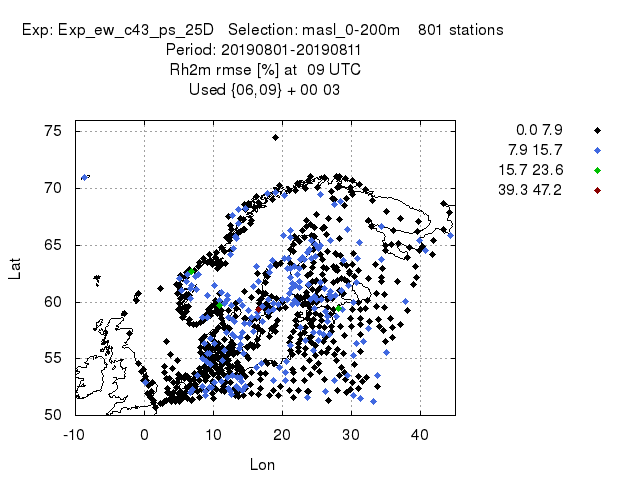 Exp: Exp_ew_c43_ps_25D   Selection: masl_0-200m    801 stations
Period: 20190801-20190811
Rh2m rmse [%] at  09 UTC
Used {06,09} + 00 03
0.0 7.9
7.9 15.7
15.7 23.6
39.3 47.2
75
70
65
60
55
50
Lat
-10 0 10 20 30 40
Lon